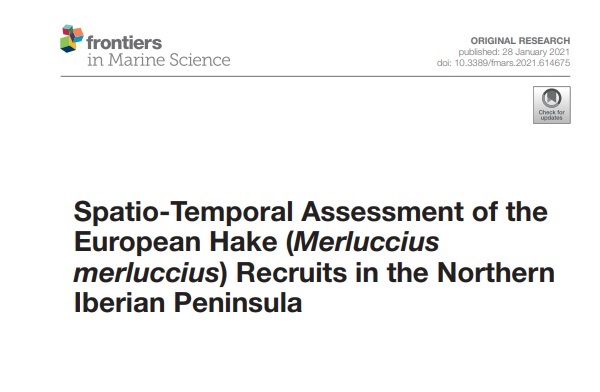 frontiers
in Marine Science
ORIGINAL RESEARCH
published: 28 January 2021
doi: 10.3389/fmars.2021.614675
Check for
updates
Spatio-Temporal Assessment of the
European Hake (Merluccius
merluccius) Recruits in the Northern
Iberian Peninsula